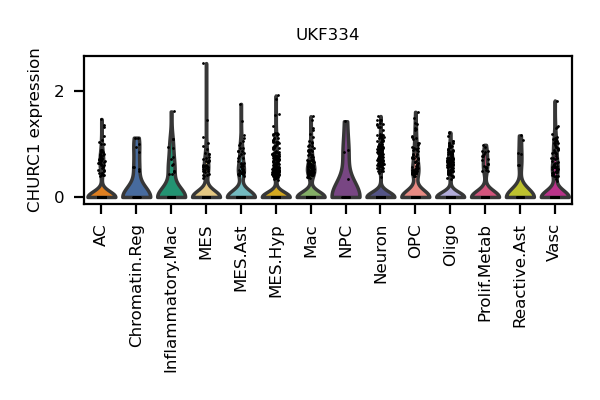 UKF334
CHURC1 expression
2
0
AC
Chromatin.Reg
Inflammatory.Mac
MES
MES.Ast
MES.Hyp
Mac
NPC
Neuron
OPC
Oligo
Prolif.Metab
Reactive.Ast
Vasc